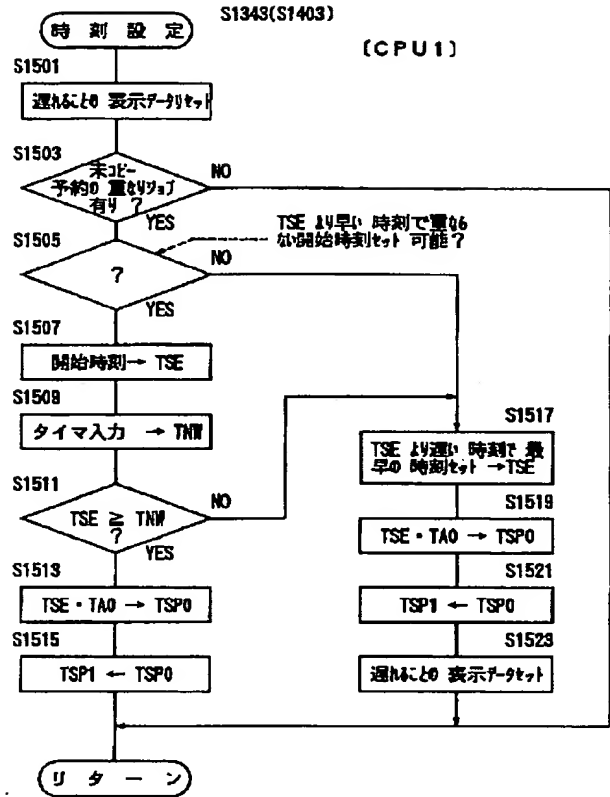 S1343(S1403)
時刻設定
[CPU1]
S1501
遅れることの 表示データリセット
S1503
未コピー
予約の 重なりジョブ
有り ?
NO
YES
S1505
TSE より早い 時刻で重なら
ない開始時刻セット 可能?
?
NO
YES
S1507
開始時刻→ TSE
S1509
タイマ入力 → TNW
S1511
TSE ≧ TNW
?
NO
YES
S1513
TSE・TAO → TSPO
S1515
TSP1 ← TSPO
S1517
TSE より遅い 時刻で 最
早の 時刻セット →TSE
S1519
TSE・TAO → TSPO
S1521
TSP1 ← TSPO
S1523
遅れることの 表示データセット
リターン